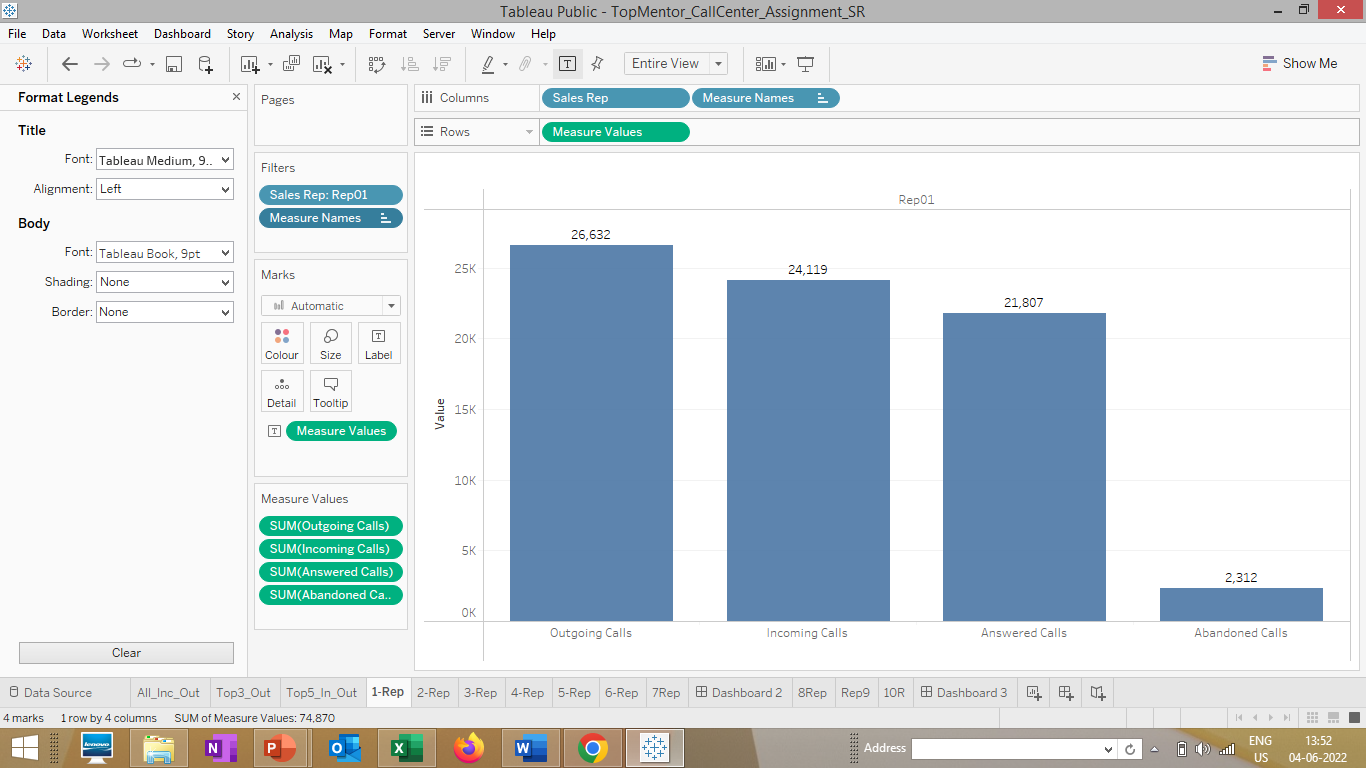 Tableau Public - TopMentor_CallCenter_Assignment_SR
File Data Worksheet Dashboard Story Analysis Map Format Server Window Help
Entire View
Show Me
Format Legends
Title
Font: Tableau Medium, 9..
Alignment: Left
Body
Font: Tableau Book, 9pt
Shading: None
Border: None
Clear
Pages
Filters
Sales Rep: Rep01
Measure Names
Marks
Automatic
Colour Size Label
Detail Tooltip
Measure Values
Measure Values
SUM(Outgoing Calls)
SUM(Incoming Calls)
SUM(Answered Calls)
SUM(Abandoned Ca..
Columns Sales Rep Measure Names
Rows Measure Values
Rep01
26,632
24,119
21,807
2,312
Value
25K
20K
15K
10K
5K
0K
Outgoing Calls Incoming Calls Answered Calls Abandoned Calls
Data Source All_Inc_Out Top3_Out Top5_In_Out 1-Rep 2-Rep 3-Rep 4-Rep 5-Rep 6-Rep 7Rep Dashboard 2 8Rep Rep9 10R Dashboard 3
4 marks 1 row by 4 columns SUM of Measure Values: 74,870
lenovo
Address
ENG
US
13:52
04-06-2022